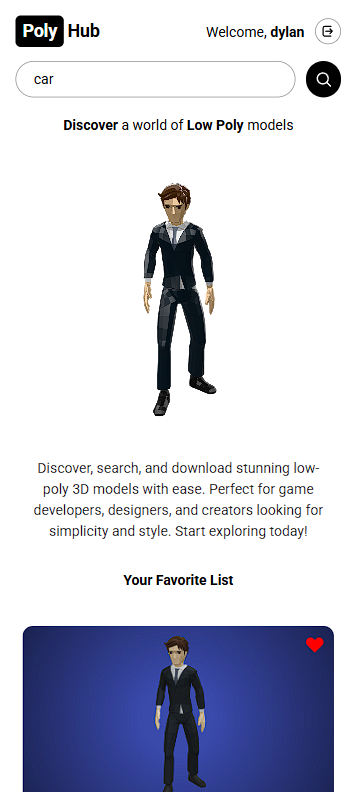 Poly Hub
Welcome, dylan
car
Discover a world of Low Poly models
Discover, search, and download stunning low-
poly 3D models with ease. Perfect for game
developers, designers, and creators looking for
simplicity and style. Start exploring today!
Your Favorite List